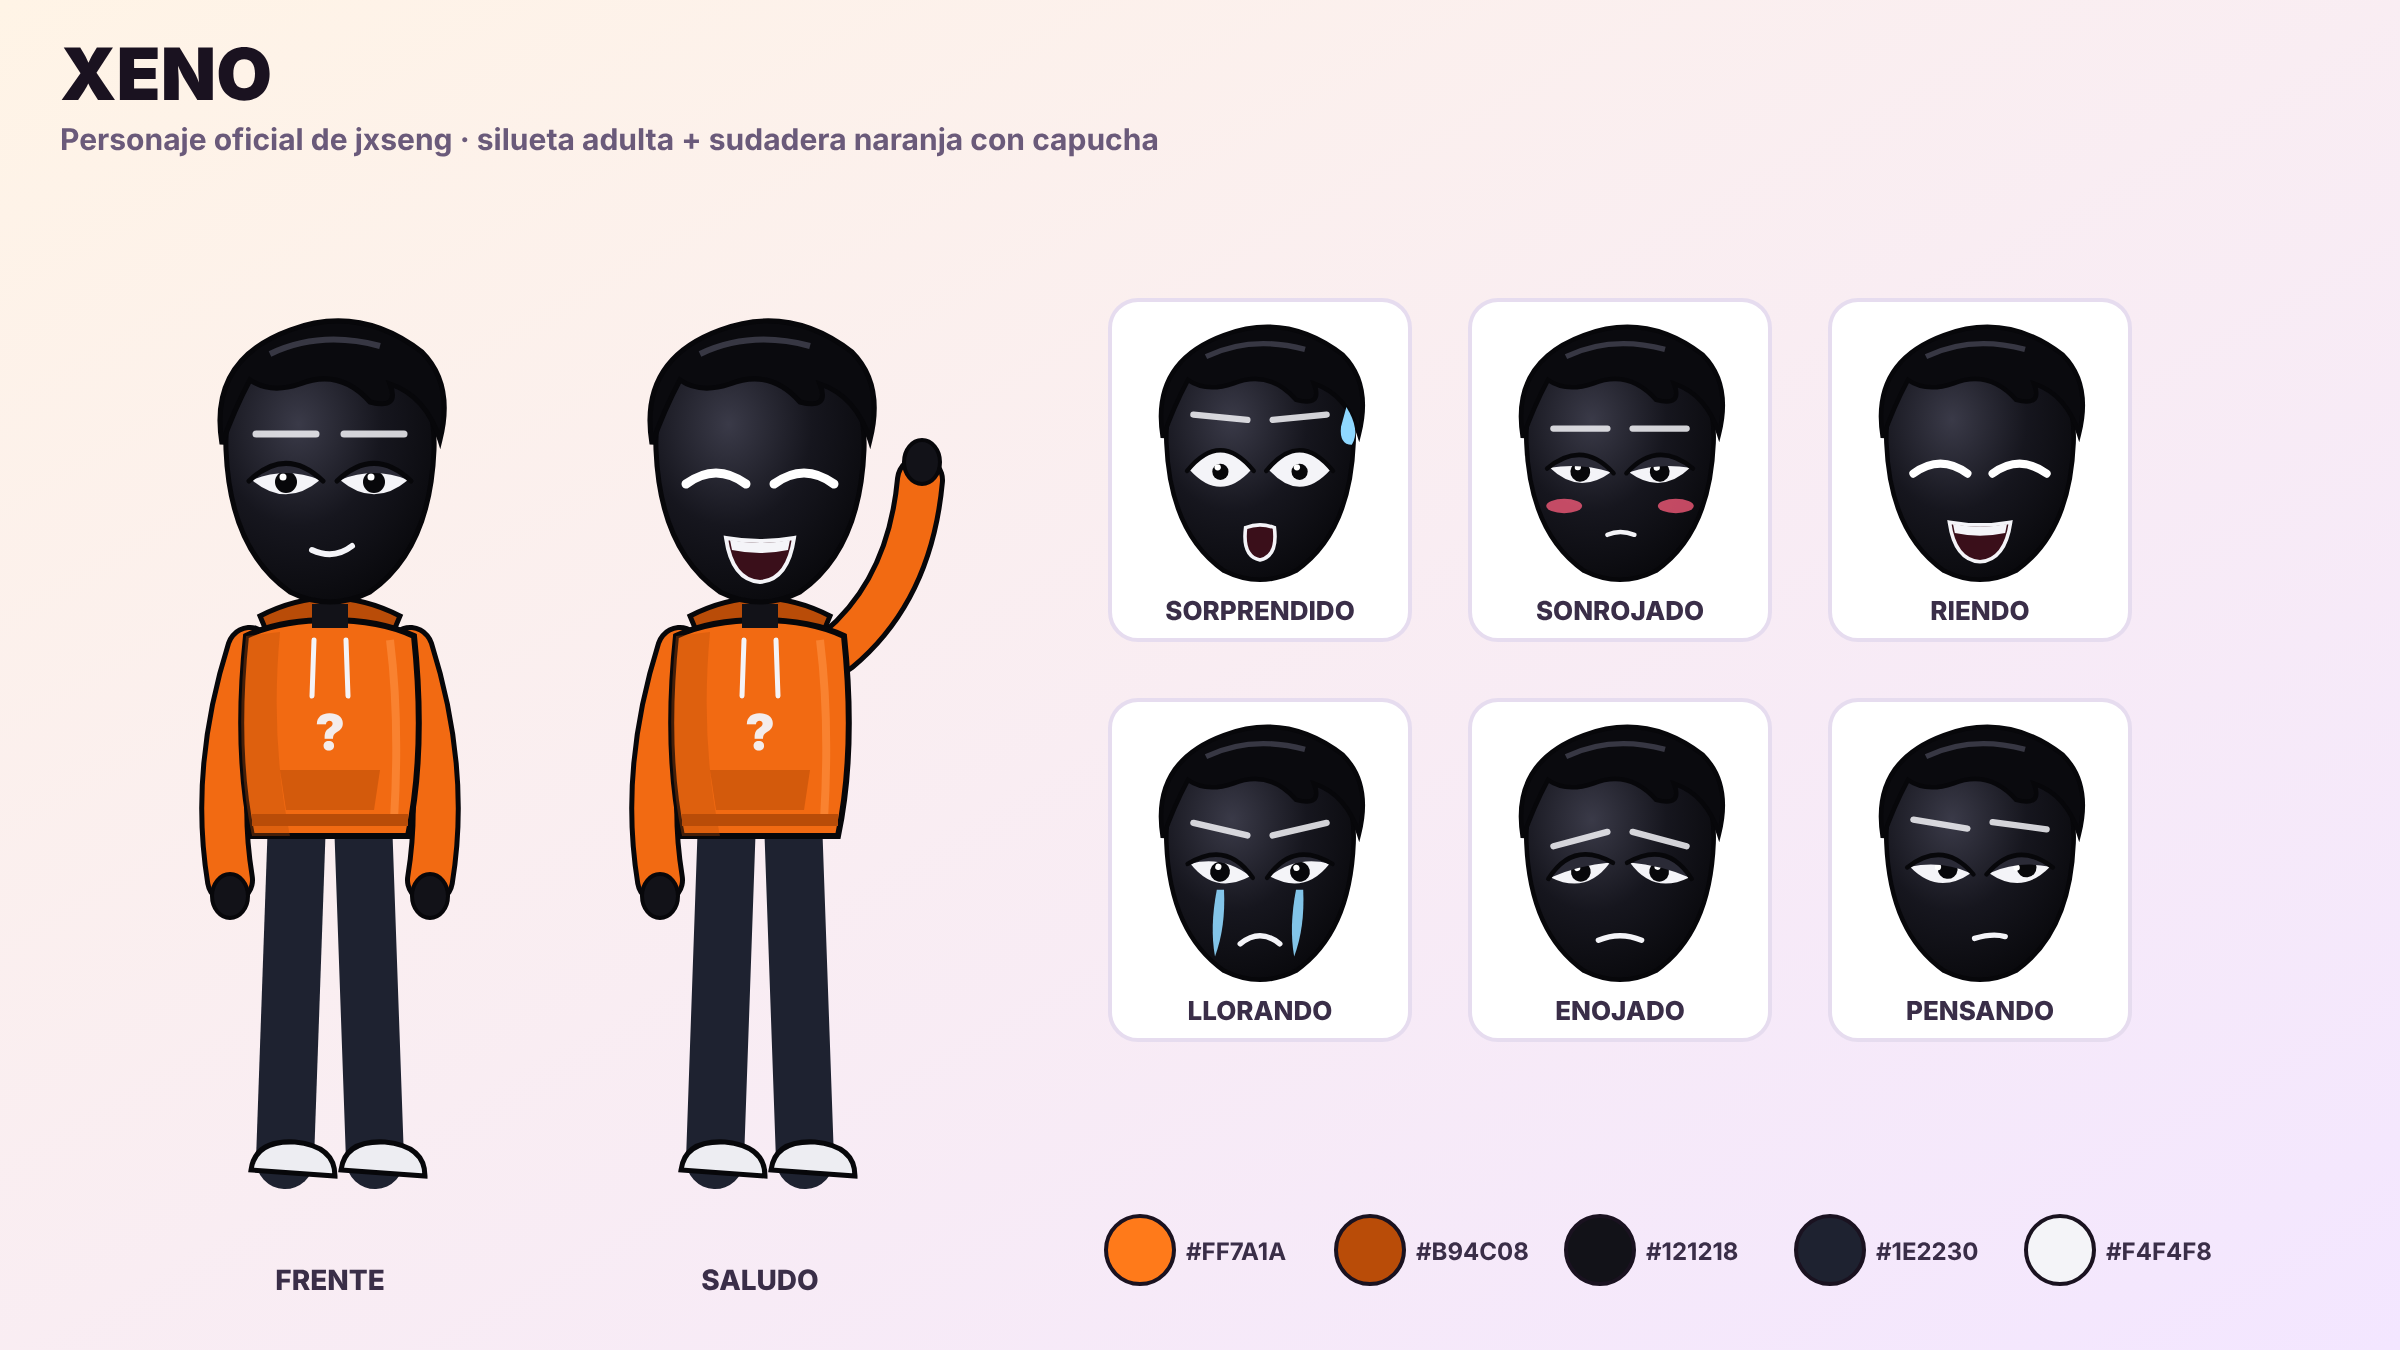 XENO
Personaje oficial de jxseng · silueta adulta + sudadera naranja con capucha
?
?
SORPRENDIDO
SONROJADO
RIENDO
LLORANDO
ENOJADO
PENSANDO
#FF7A1A
#B94C08
#121218
#1E2230
#F4F4F8
FRENTE
SALUDO